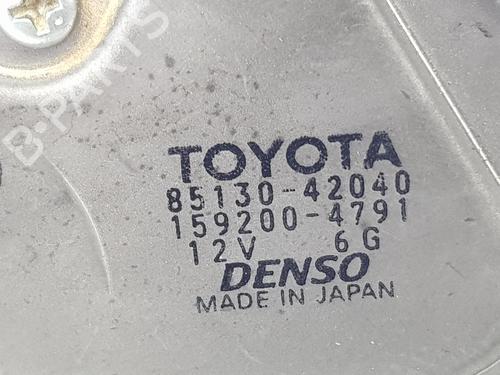 B-PARTS
TOYOTA
85130-42040
159200-4791
12V 6G
DENSO
MADE IN JAPAN